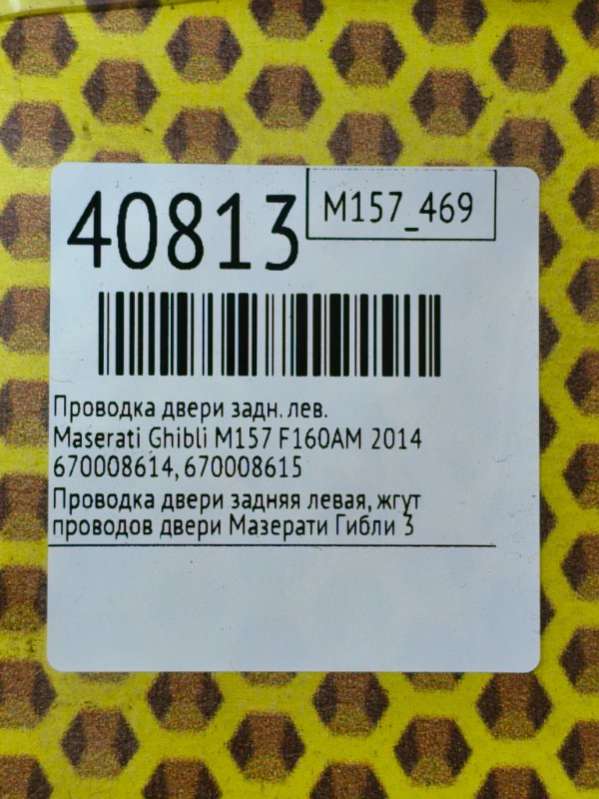 40813
M157_469
Проводка двери задн. лев.
Maserati Ghibli M157 F160AM 2014
670008614, 670008615
Проводка двери задняя левая, жгут
проводов двери Мазерати Гибли 3